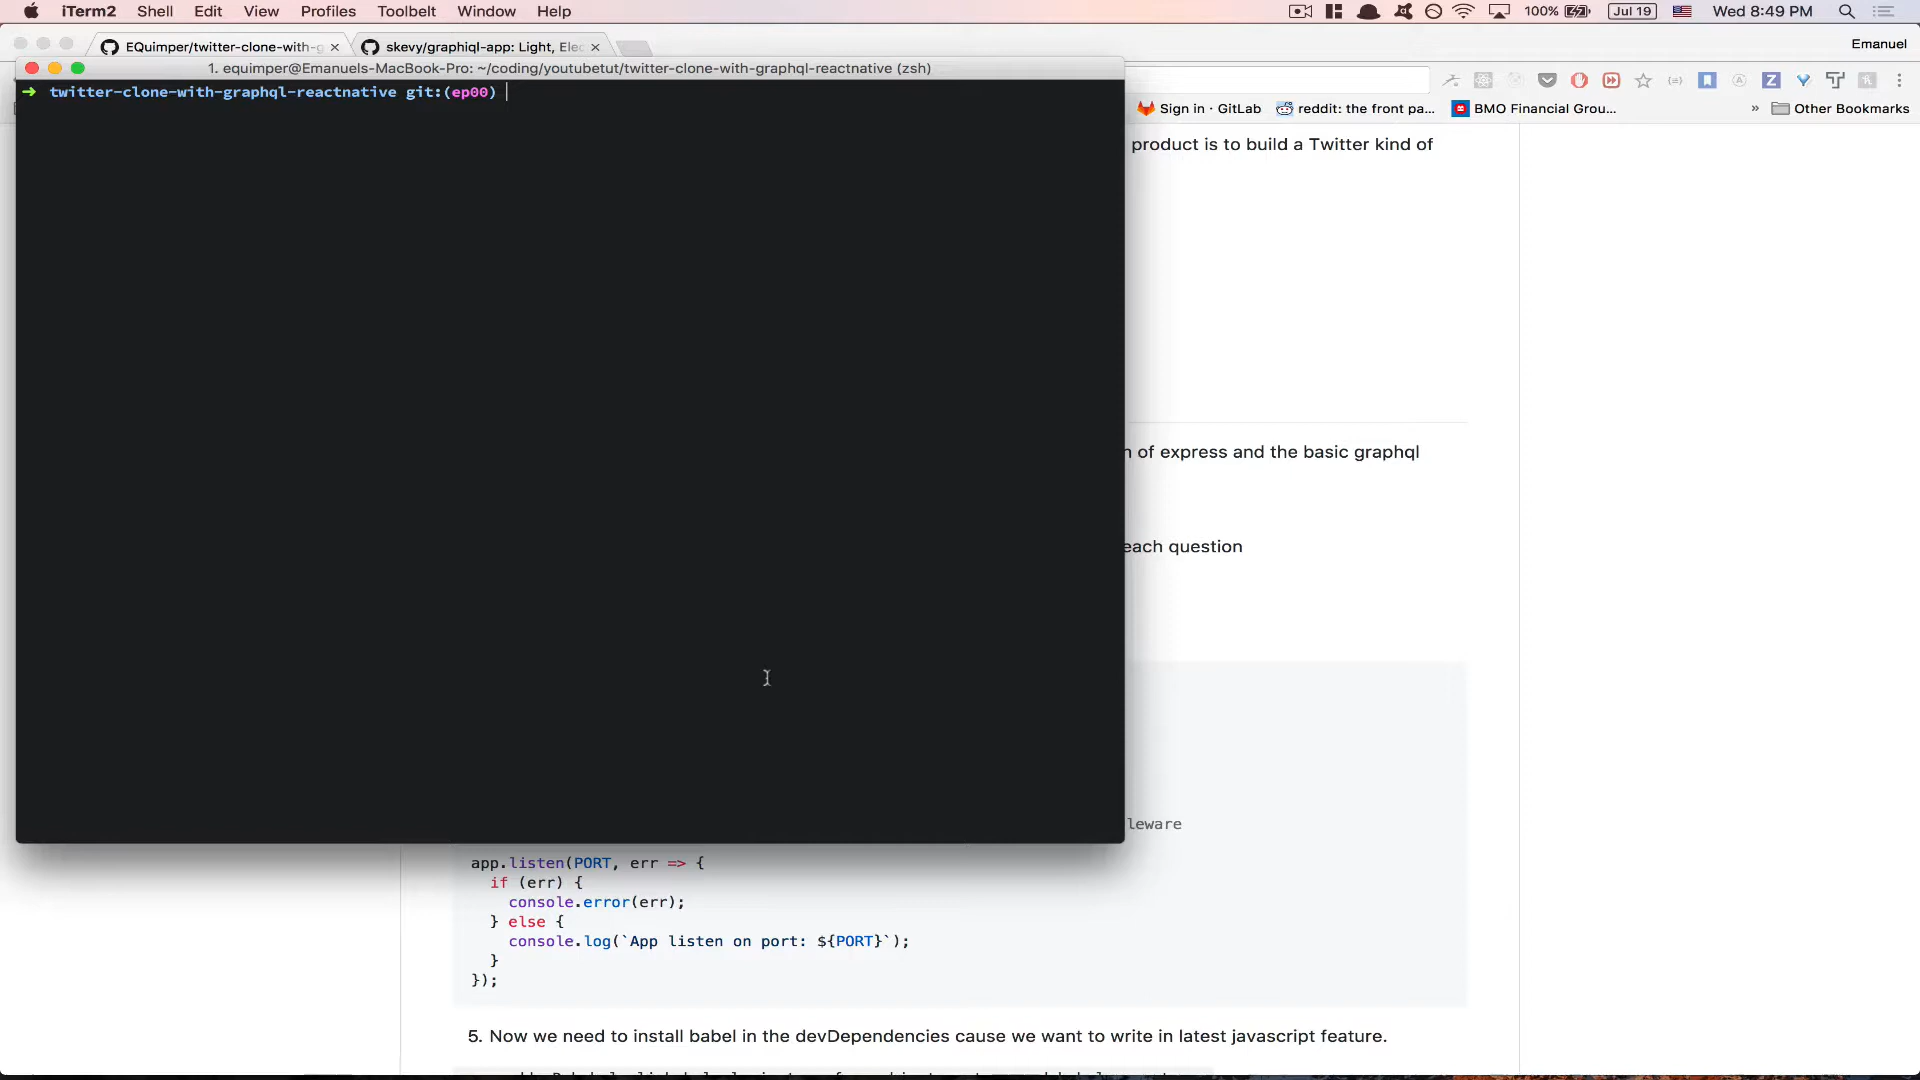 iTerm2 Shell Edit View Profiles Toolbelt Window Help 100% Jul 19 Wed 8:49 PM
EQuimper/twitter-clone-with-g × skevy/graphiql-app: Light, Elec × Emanuel
1. equimper@Emanuels-MacBook-Pro: ~/coding/youtubetut/twitter-clone-with-graphql-reactnative (zsh)
➜ twitter-clone-with-graphql-reactnative git:(ep00)
Sign in · GitLab reddit: the front pa... BMO Financial Grou... » Other Bookmarks
product is to build a Twitter kind of
n of express and the basic graphql
each question
leware
app.listen(PORT, err => {
if (err) {
console.error(err);
} else {
console.log(`App listen on port: ${PORT}`);
}
});
5. Now we need to install babel in the devDependencies cause we want to write in latest javascript feature.